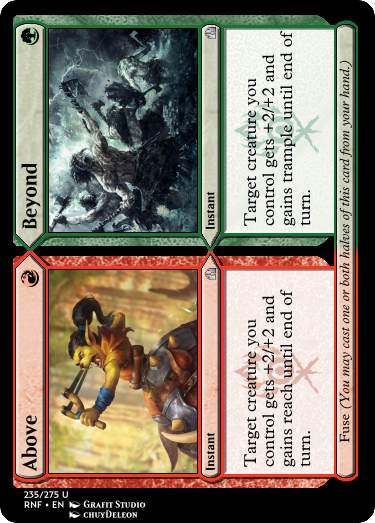 Above
Instant
Target creature you
control gets +2/+2 and
gains reach until end of
turn.
Beyond
Instant
Target creature you
control gets +2/+2 and
gains trample until end of
turn.
Fuse (You may cast one or both halves of this card from your hand.)
235/275 U
RNF • EN Grafit Studio
chuyDeleon